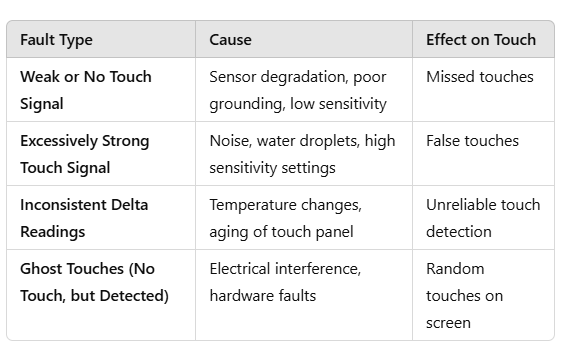 Fault Type Cause Effect on Touch
Weak or No Touch Sensor degradation, poor Missed touches
Signal grounding, low sensitivity
Excessively Strong Noise, water droplets, high False touches
Touch Signal sensitivity settings
Inconsistent Delta Temperature changes, Unreliable touch
Readings aging of touch panel detection
Ghost Touches (No Electrical interference, Random
Touch, but Detected) hardware faults touches on
screen